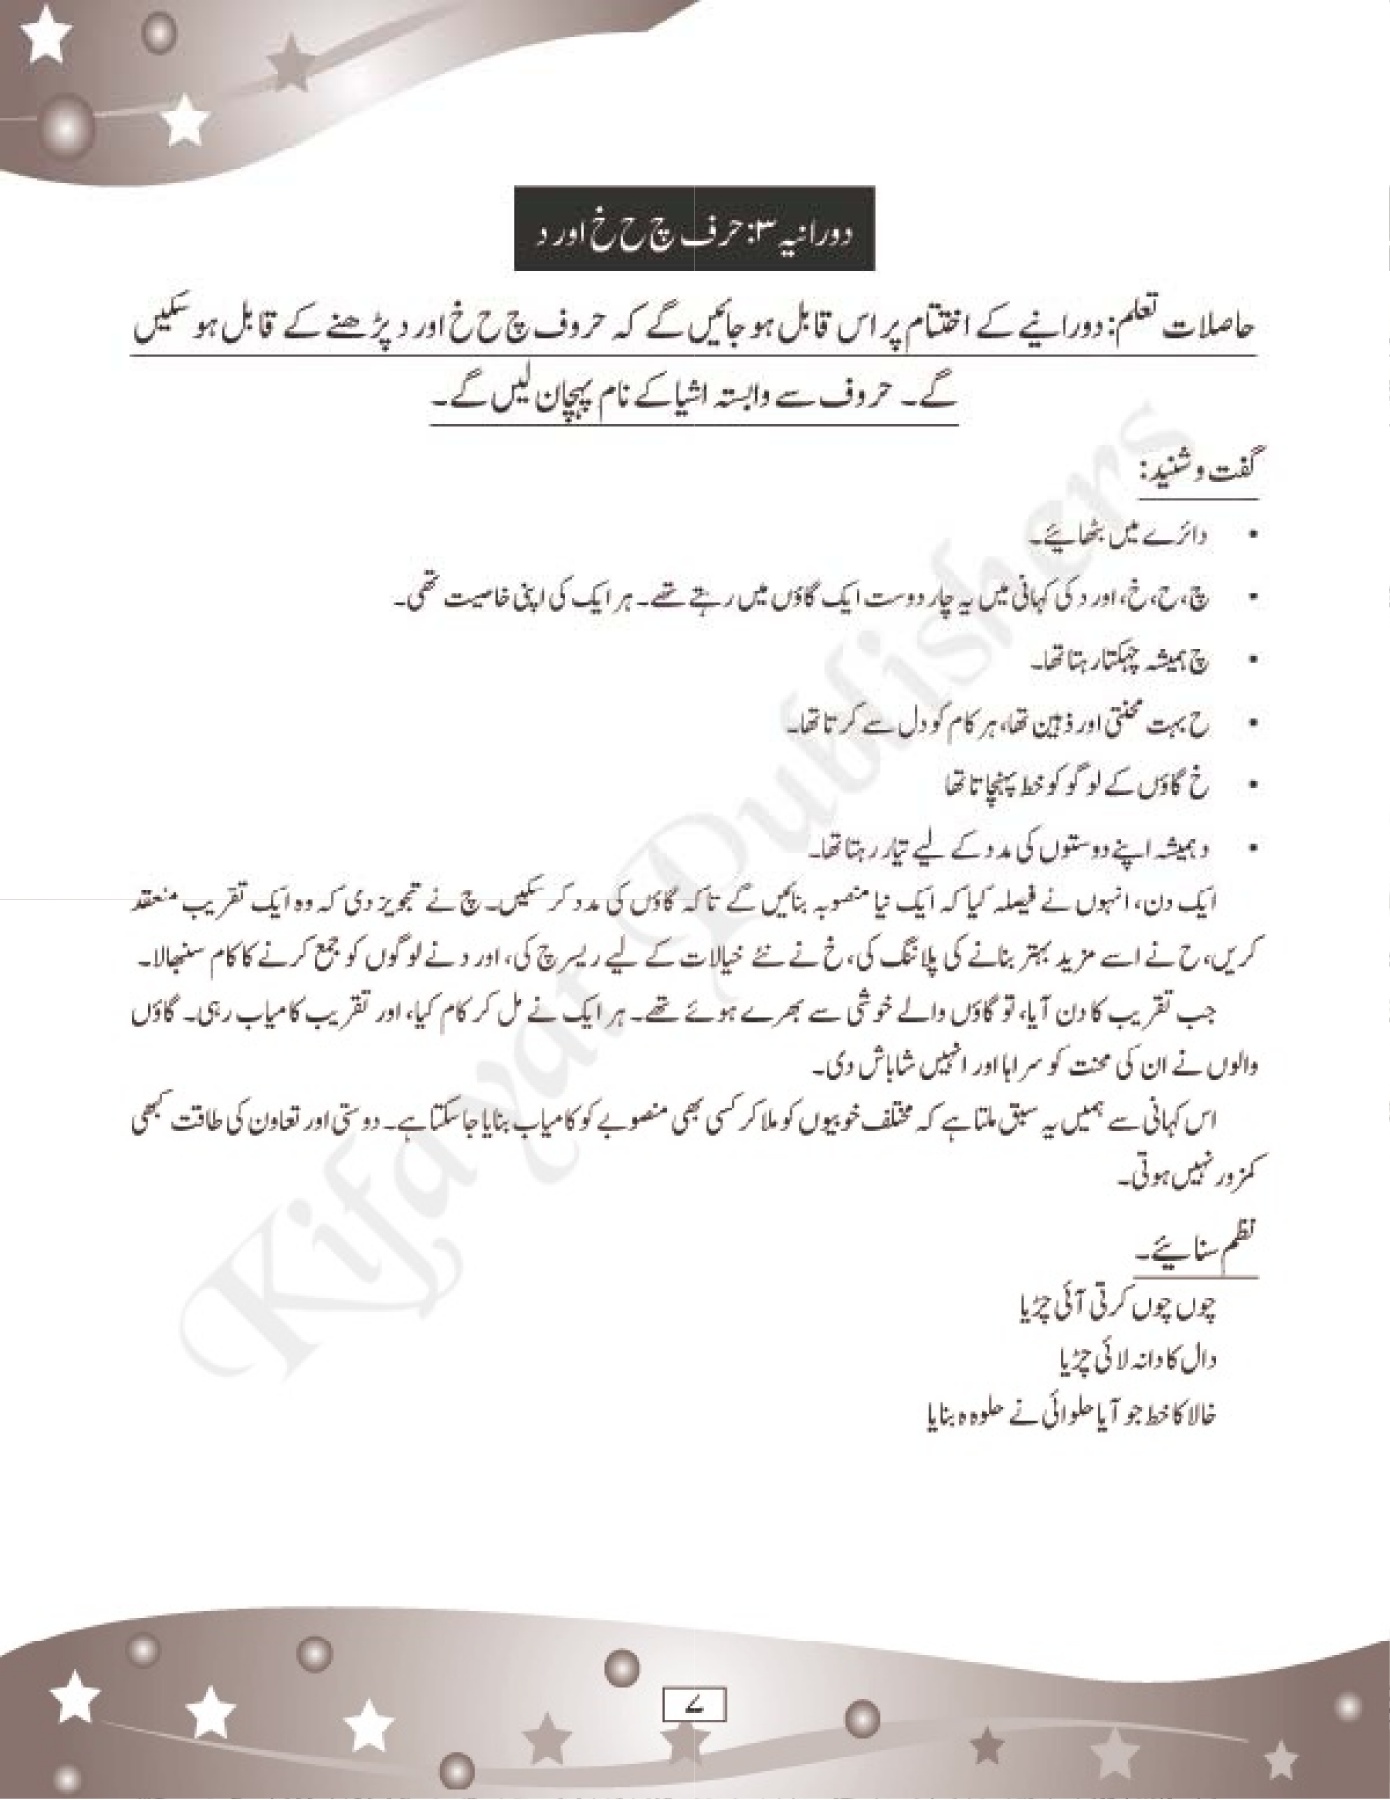 دورانیہ ۳: حرف چ ح خ اور د
حاصلات تعلم: دورانیے کے اختتام پر اس قابل ہو جائیں گے کہ حروف چ ح خ اور د پڑھنے کے قابل ہو سکیں
گے۔ حروف سے وابستہ اشیا کے نام پہچان لیں گے۔
گفت و شنید:
• دائرے میں بٹھائیے۔
• چ، ح، خ، اور د کی کہانی میں یہ چار دوست ایک گاؤں میں رہتے تھے۔ ہر ایک کی اپنی خاصیت تھی۔
• چ ہمیشہ چہکتا رہتا تھا۔
• ح بہت محنتی اور ذہین تھا، ہر کام کو دل سے کرتا تھا۔
• خ گاؤں کے لوگو کو خط پہنچاتا تھا
• د ہمیشہ اپنے دوستوں کی مدد کے لیے تیار رہتا تھا۔
ایک دن، انہوں نے فیصلہ کیا کہ ایک نیا منصوبہ بنائیں گے تاکہ گاؤں کی مدد کر سکیں۔ چ نے تجویز دی کہ وہ ایک تقریب منعقد
کریں، ح نے اسے مزید بہتر بنانے کی پلاننگ کی، خ نے نئے خیالات کے لیے ریسرچ کی، اور د نے لوگوں کو جمع کرنے کا کام سنبھالا۔
جب تقریب کا دن آیا، تو گاؤں والے خوشی سے بھرے ہوئے تھے۔ ہر ایک نے مل کر کام کیا، اور تقریب کامیاب رہی۔ گاؤں
والوں نے ان کی محنت کو سراہا اور انہیں شاباش دی۔
اس کہانی سے ہمیں یہ سبق ملتا ہے کہ مختلف خوبیوں کو ملا کر کسی بھی منصوبے کو کامیاب بنایا جا سکتا ہے۔ دوستی اور تعاون کی طاقت کبھی
کمزور نہیں ہوتی۔
نظم سنائیے۔
چوں چوں کرتی آئی چڑیا
دال کا دانہ لائی چڑیا
خالا کا خط جو آیا حلوائی نے حلوہ ہ بنایا
Kifayat Publishers
۷